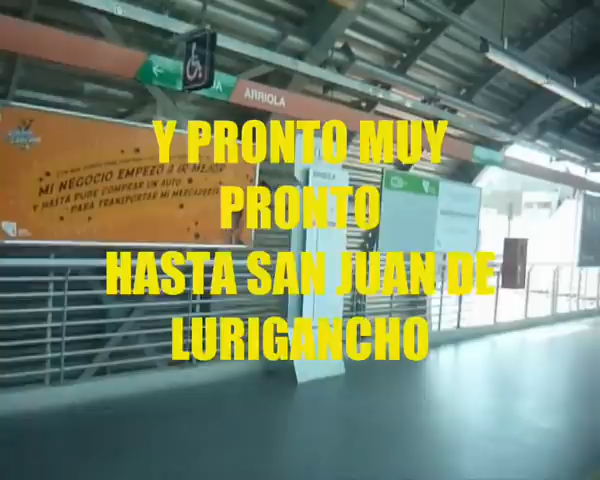 ARRIOLA
Y PRONTO MUY
PRONTO
HASTA SAN JUAN DE
LURIGANCHO
MI NEGOCIO EMPEZÓ A IR MEJOR
Y HASTA PUDE COMPRAR UN AUTO
PARA TRANSPORTAR MI MERCADERÍA